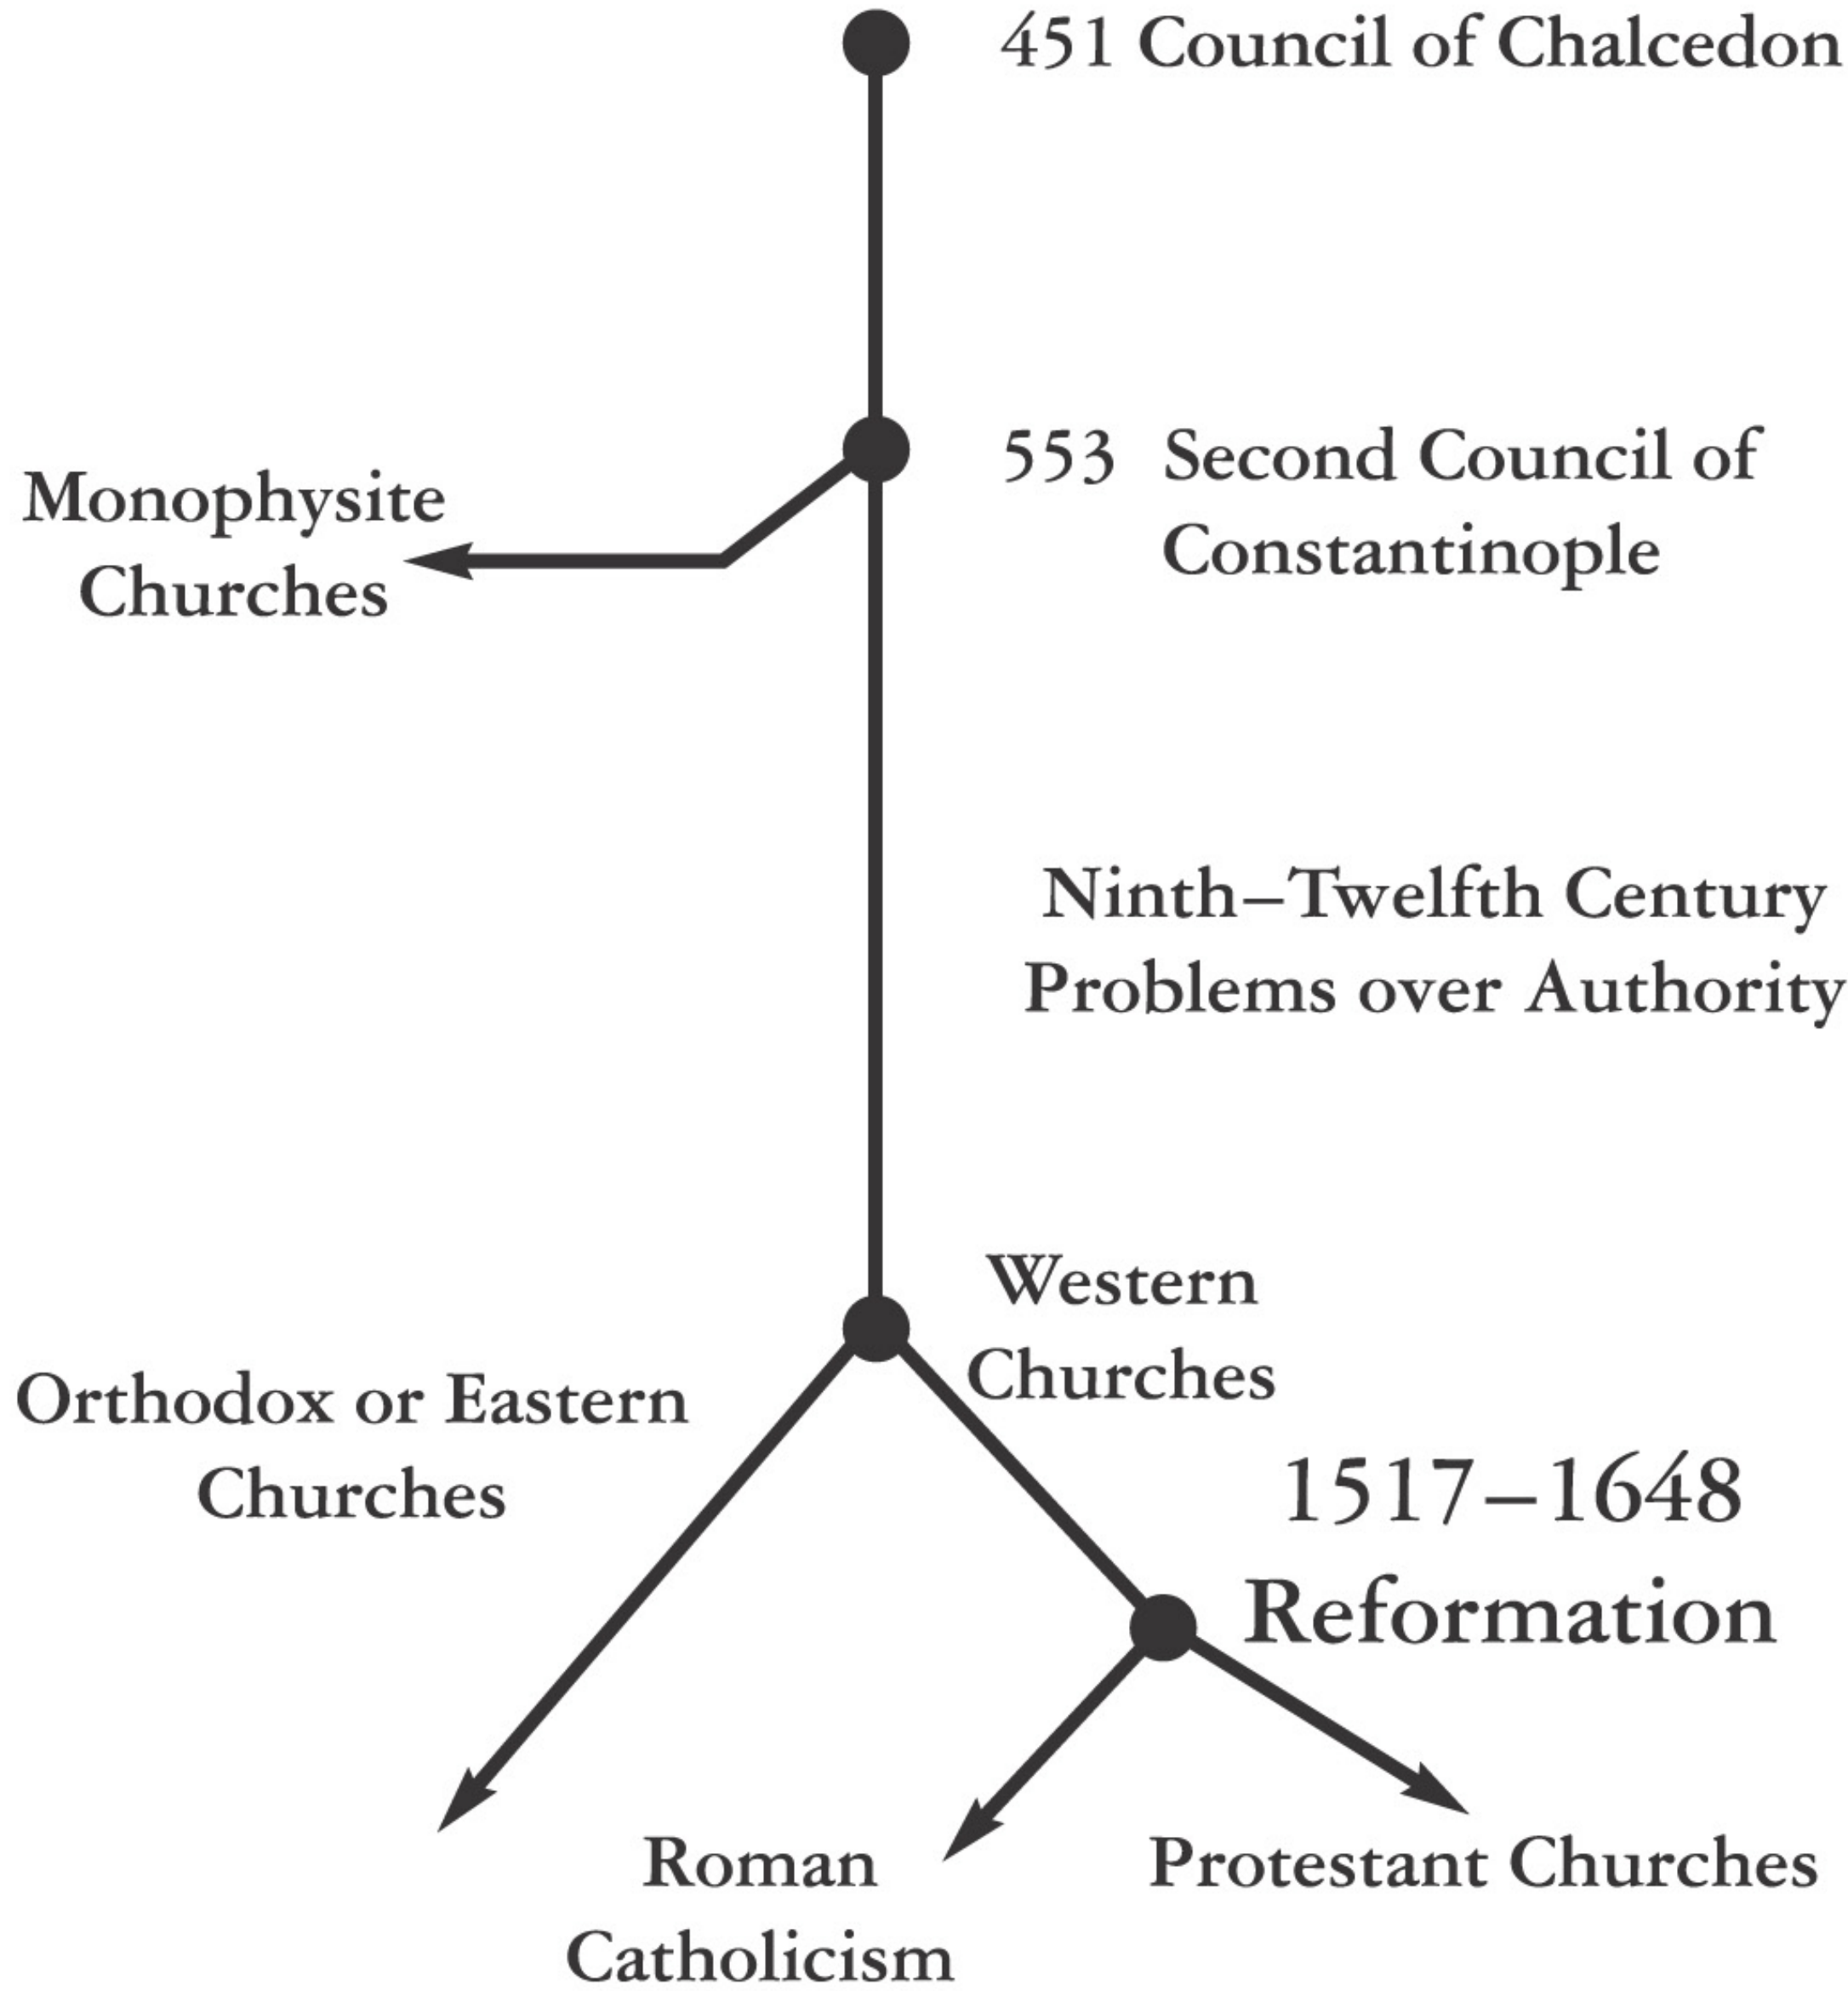 451 Council of Chalcedon
553 Second Council of
Constantinople
Monophysite
Churches
Ninth–Twelfth Century
Problems over Authority
Western
Churches
Orthodox or Eastern
Churches
1517–1648
Reformation
Roman
Catholicism
Protestant Churches